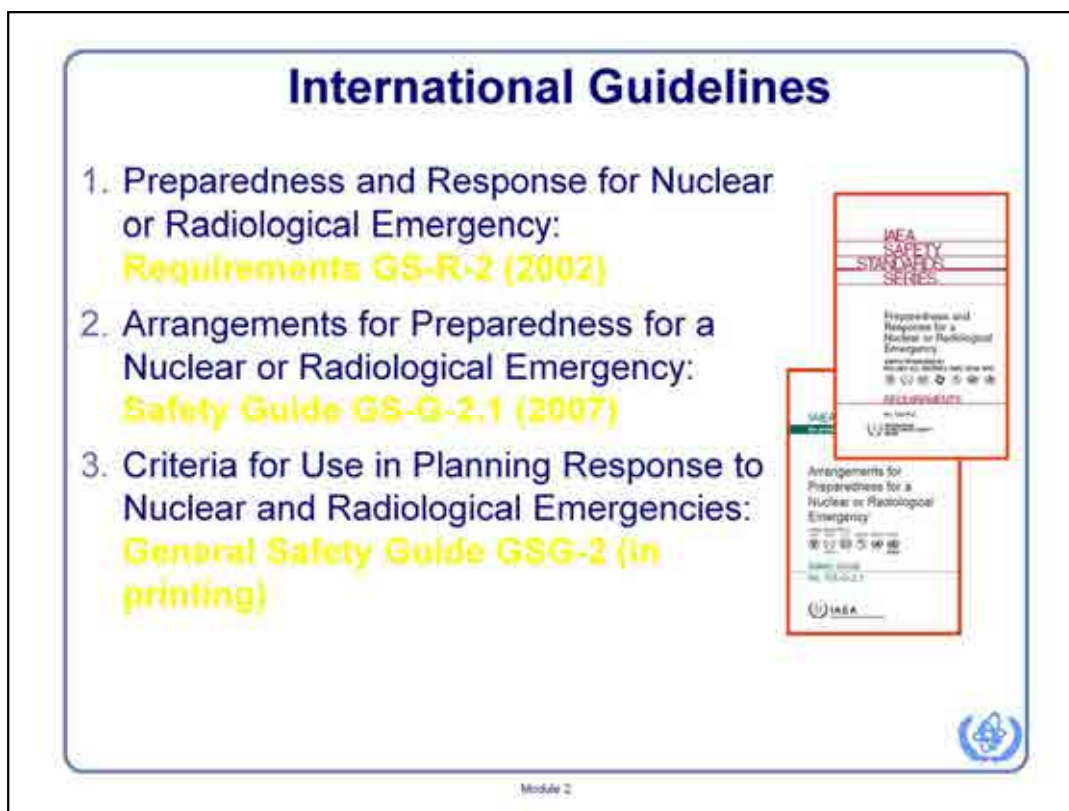 International Guidelines
1. Preparedness and Response for Nuclear
or Radiological Emergency:
Requirements GS-R-2 (2002)
2. Arrangements for Preparedness for a
Nuclear or Radiological Emergency:
Safety Guide GS-G-2.1 (2007)
3. Criteria for Use in Planning Response to
Nuclear and Radiological Emergencies:
General Safety Guide GSG-2 (in
printing)
IAEA
SAFETY
STANDARDS
SERIES
Preparedness and
Response for a
Nuclear or Radiological
Emergency
REQUIREMENTS
IAEA
Arrangements for
Preparedness for a
Nuclear or Radiological
Emergency
IAEA
Module 2